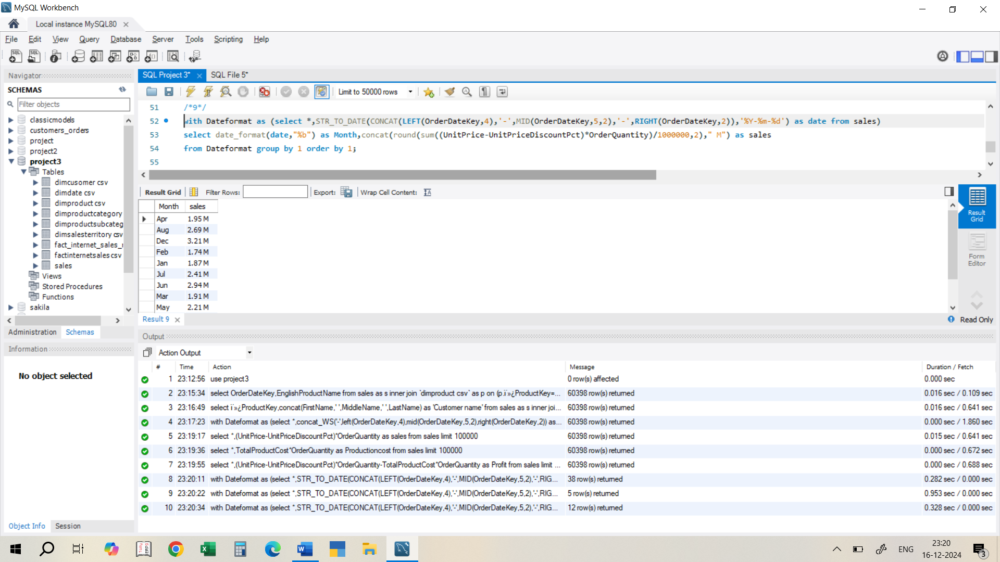 MySQL Workbench
Local instance MySQL80
File Edit View Query Database Server Tools Scripting Help
Navigator
SCHEMAS
Filter objects
classicmodels
customers_orders
project
project2
project3
Tables
dimcusomer csv
dimdate csv
dimproduct csv
dimproductcategory
dimproductsubcateg
dimsalesterritory csv
fact_internet_sales_
factinternetsales csv
sales
Views
Stored Procedures
Functions
sakila
Administration Schemas
Information
No object selected
Object Info Session
SQL Project 3* SQL File 5*
Limit to 50000 rows
51 /*9*/
52 with Dateformat as (select *,STR_TO_DATE(CONCAT(LEFT(OrderDateKey,4),'-',MID(OrderDateKey,5,2),'-',RIGHT(OrderDateKey,2)),'%Y-%m-%d') as date from sales)
53 select date_format(date,"%b") as Month,concat(round(sum((UnitPrice-UnitPriceDiscountPct)*OrderQuantity)/1000000,2)," M") as sales
54 from Dateformat group by 1 order by 1;
55
Result Grid Filter Rows: Export: Wrap Cell Content:
Month sales
Apr 1.95 M
Aug 2.69 M
Dec 3.21 M
Feb 1.74 M
Jan 1.87 M
Jul 2.41 M
Jun 2.94 M
Mar 1.91 M
May 2.21 M
Result Grid
Form Editor
Result 9
Read Only
Output
Action Output
# Time Action Message Duration / Fetch
1 23:12:56 use project3 0 row(s) affected 0.000 sec
2 23:15:34 select OrderDateKey,EnglishProductName from sales as s inner join `dimproduct csv` as p on (p.ï»¿ProductKey=... 60398 row(s) returned 0.016 sec / 0.109 sec
3 23:16:49 select ï»¿ProductKey,concat(FirstName,' ',MiddleName,' ',LastName) as 'Customer name' from sales as s inner joi... 60398 row(s) returned 0.016 sec / 0.641 sec
4 23:17:23 with Dateformat as (select *,concat_WS('-',left(OrderDateKey,4),mid(OrderDateKey,5,2),right(OrderDateKey,2)) as... 60398 row(s) returned 0.000 sec / 1.860 sec
5 23:19:17 select *,(UnitPrice-UnitPriceDiscountPct)*OrderQuantity as sales from sales limit 100000 60398 row(s) returned 0.015 sec / 0.641 sec
6 23:19:36 select *,TotalProductCost*OrderQuantity as Productioncost from sales limit 100000 60398 row(s) returned 0.000 sec / 0.672 sec
7 23:19:55 select *,(UnitPrice-UnitPriceDiscountPct)*OrderQuantity-TotalProductCost*OrderQuantity as Profit from sales limit ... 60398 row(s) returned 0.000 sec / 0.688 sec
8 23:20:11 with Dateformat as (select *,STR_TO_DATE(CONCAT(LEFT(OrderDateKey,4),'-',MID(OrderDateKey,5,2),'-',RIG... 38 row(s) returned 0.282 sec / 0.000 sec
9 23:20:22 with Dateformat as (select *,STR_TO_DATE(CONCAT(LEFT(OrderDateKey,4),'-',MID(OrderDateKey,5,2),'-',RIG... 5 row(s) returned 0.953 sec / 0.000 sec
10 23:20:34 with Dateformat as (select *,STR_TO_DATE(CONCAT(LEFT(OrderDateKey,4),'-',MID(OrderDateKey,5,2),'-',RIG... 12 row(s) returned 0.328 sec / 0.000 sec
ENG
23:20
16-12-2024
3